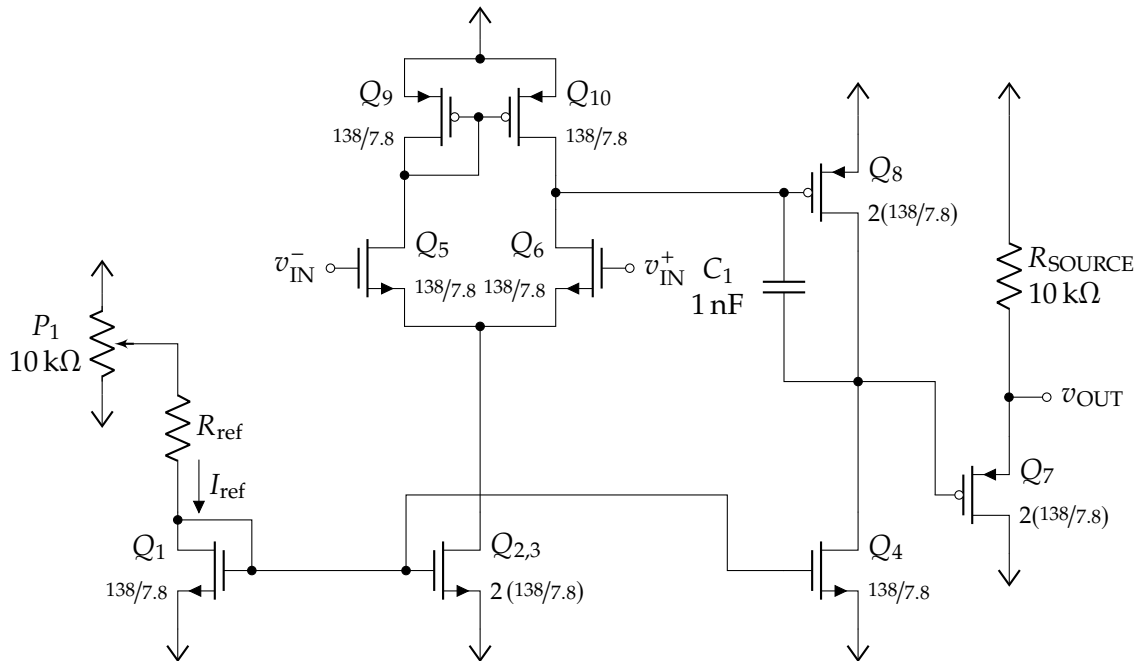 Q9
138/7.8
Q10
138/7.8
Q8
2(138/7.8)
v⁻IN
Q5
138/7.8
Q6
138/7.8
v⁺IN
C1
1 nF
RSOURCE
10 kΩ
P1
10 kΩ
vOUT
Rref
Iref
Q7
2(138/7.8)
Q1
138/7.8
Q2,3
2(138/7.8)
Q4
138/7.8